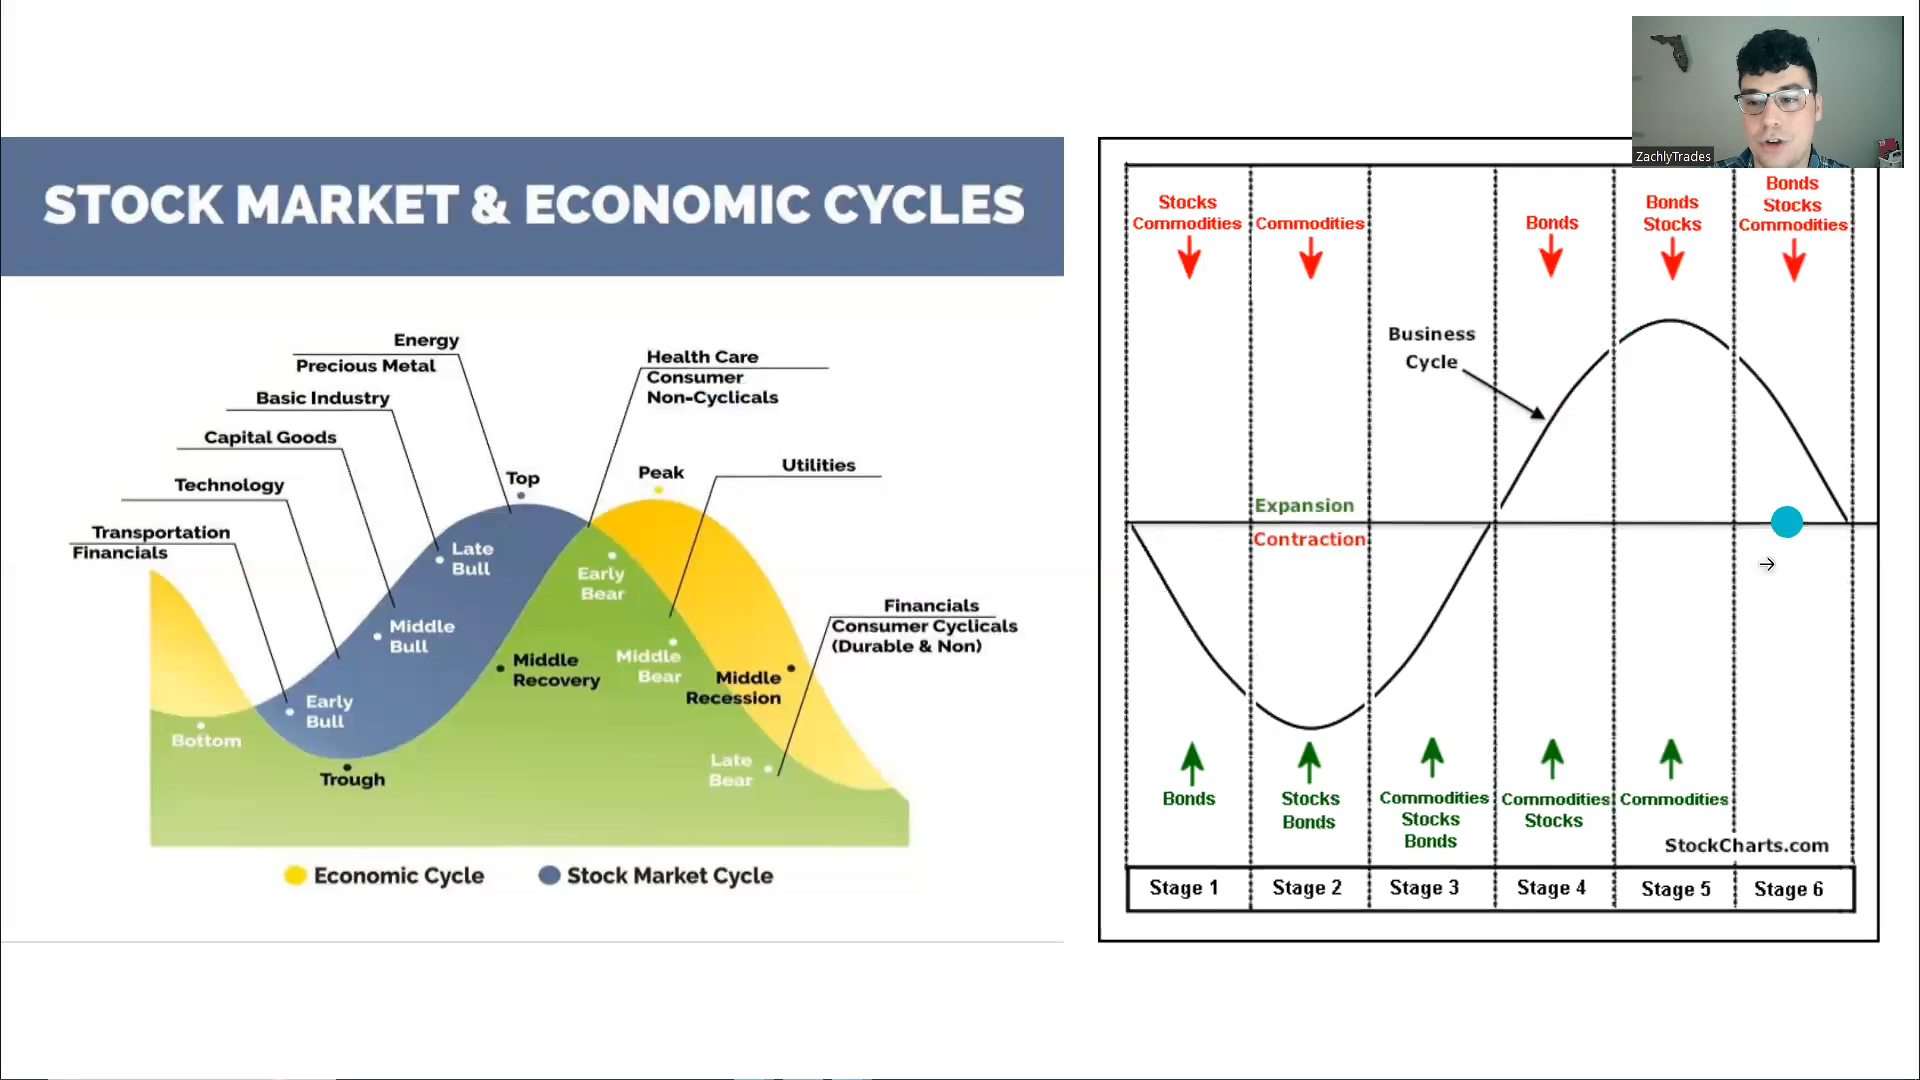 ZachlyTrades
STOCK MARKET & ECONOMIC CYCLES
Energy
Precious Metal
Basic Industry
Capital Goods
Technology
Transportation
Financials
Health Care
Consumer
Non-Cyclicals
Utilities
Financials
Consumer Cyclicals
(Durable & Non)
Top
Peak
Late
Bull
Early
Bear
Middle
Bull
Middle
Recovery
Middle
Bear
Middle
Recession
Early
Bull
Bottom
Trough
Late
Bear
Economic Cycle
Stock Market Cycle
Stocks
Commodities
Commodities
Bonds
Bonds
Stocks
Bonds
Stocks
Commodities
Business
Cycle
Expansion
Contraction
Bonds
Stocks
Bonds
Commodities
Stocks
Bonds
Commodities
Stocks
Commodities
StockCharts.com
Stage 1
Stage 2
Stage 3
Stage 4
Stage 5
Stage 6